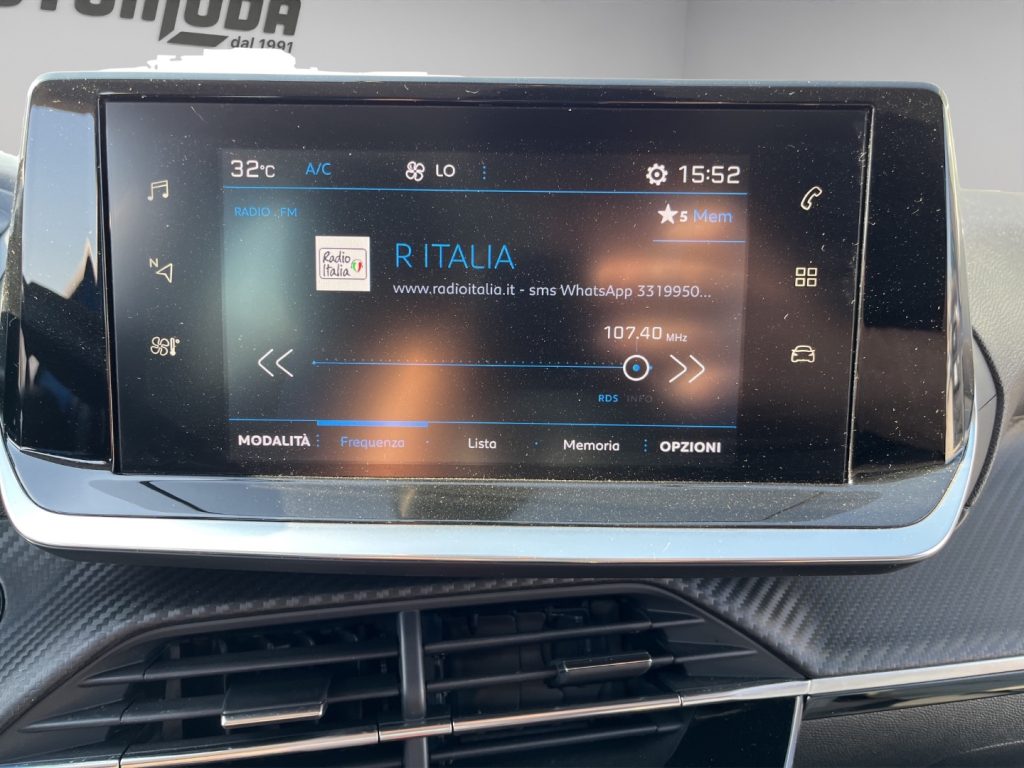 dal 1991
32°C A/C LO 15:52
RADIO FM
5 Mem
Radio Italia
R ITALIA
www.radioitalia.it - sms WhatsApp 3319950...
N
107.40 MHz
RDS INFO
MODALITÀ Frequenza Lista Memoria OPZIONI